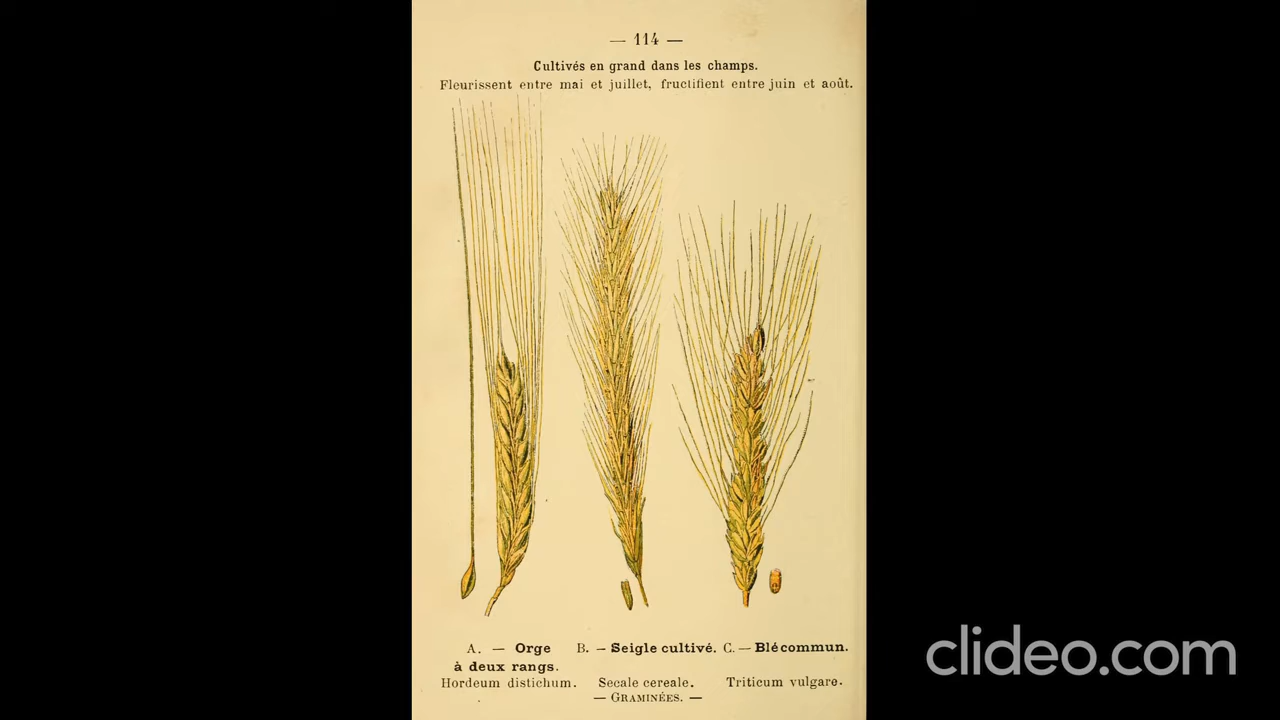 — 114 —
Cultivés en grand dans les champs.
Fleurissent entre mai et juillet, fructifient entre juin et août.
A. — Orge à deux rangs.
Hordeum distichum.
B. — Seigle cultivé.
Secale cereale.
C. — Blé commun.
Triticum vulgare.
— GRAMINÉES. —
clideo.com